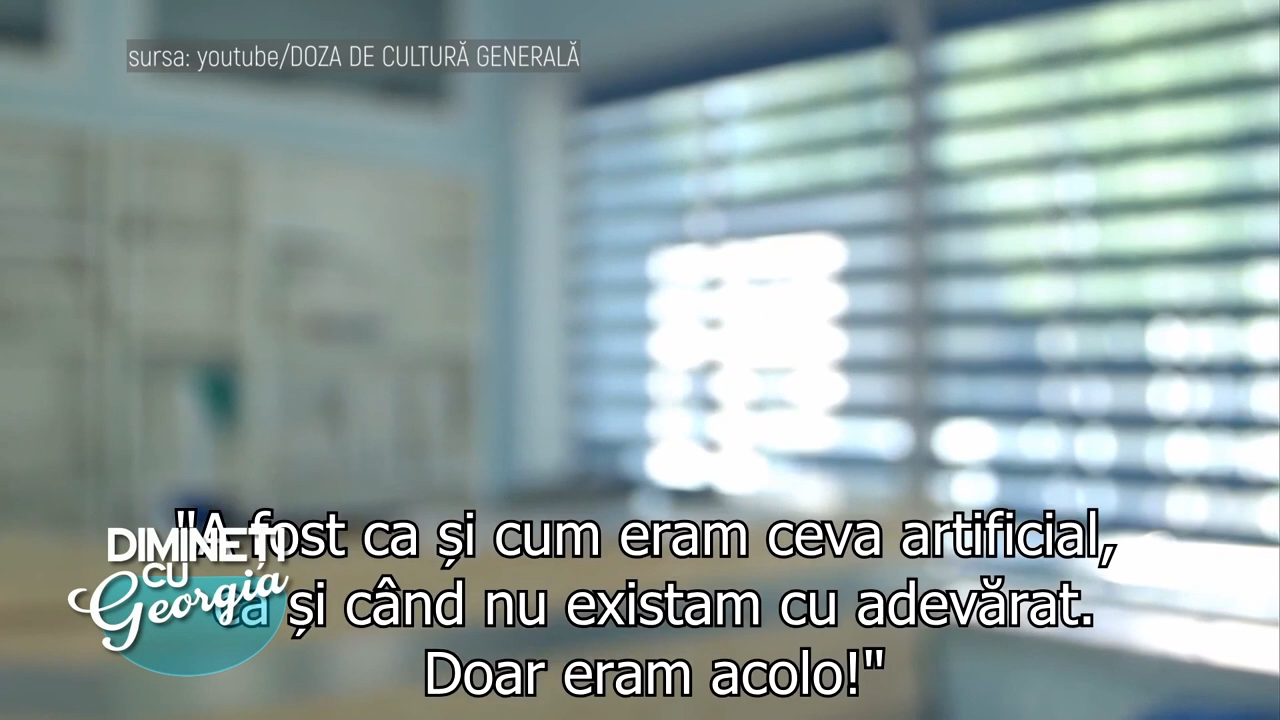 sursa: youtube/DOZA DE CULTURĂ GENERALĂ
"A fost ca și cum eram ceva artificial,
ca și când nu existam cu adevărat.
Doar eram acolo!"
DIMINEȚI
CU
Georgia